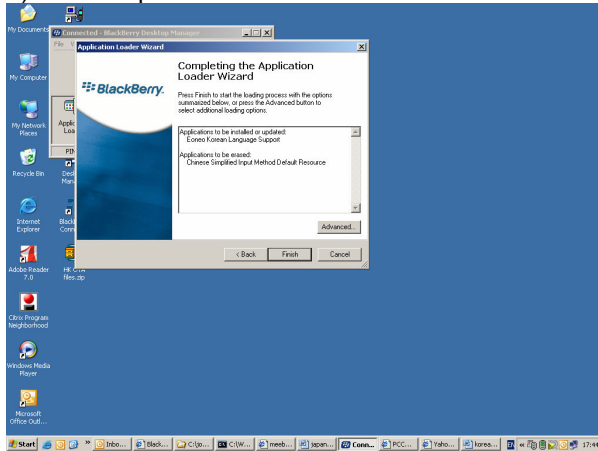 My Documents
Connected - BlackBerry Desktop Manager
File
Application Loader Wizard
Completing the Application
Loader Wizard
BlackBerry.
Press Finish to start the loading process with the options
summarized below, or press the Advanced button to
select additional loading options.
Applications to be installed or updated:
Eoneo Korean Language Support
Applications to be erased:
Chinese Simplified Input Method Default Resource
Advanced...
< Back
Finish
Cancel
My Computer
My Network
Places
Recycle Bin
Internet
Explorer
Adobe Reader
7.0
files.zip
Citrix Program
Neighborhood
Windows Media
Player
Microsoft
Office Outl...
Start
Inbo...
Black...
C:\jo...
C:\W...
meeb...
japan...
Conn...
PCC...
Yaho...
korea...
17:44